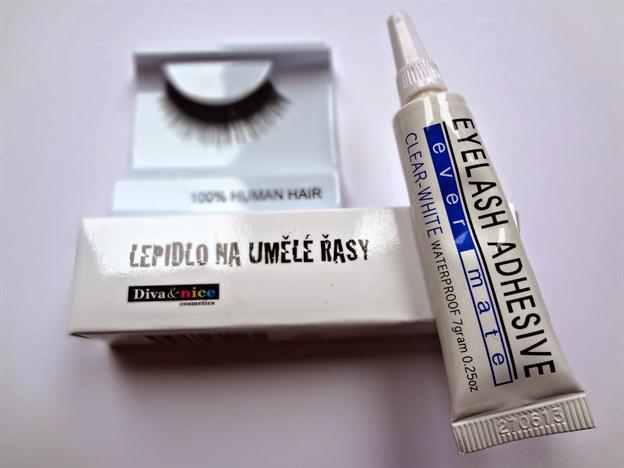 100% HUMAN HAIR
LEPIDLO NA UMĚLÉ ŘASY
Diva & nice
cosmetics
EYELASH ADHESIVE
ever mate
CLEAR-WHITE WATERPROOF 7gram 0.25oz
270613